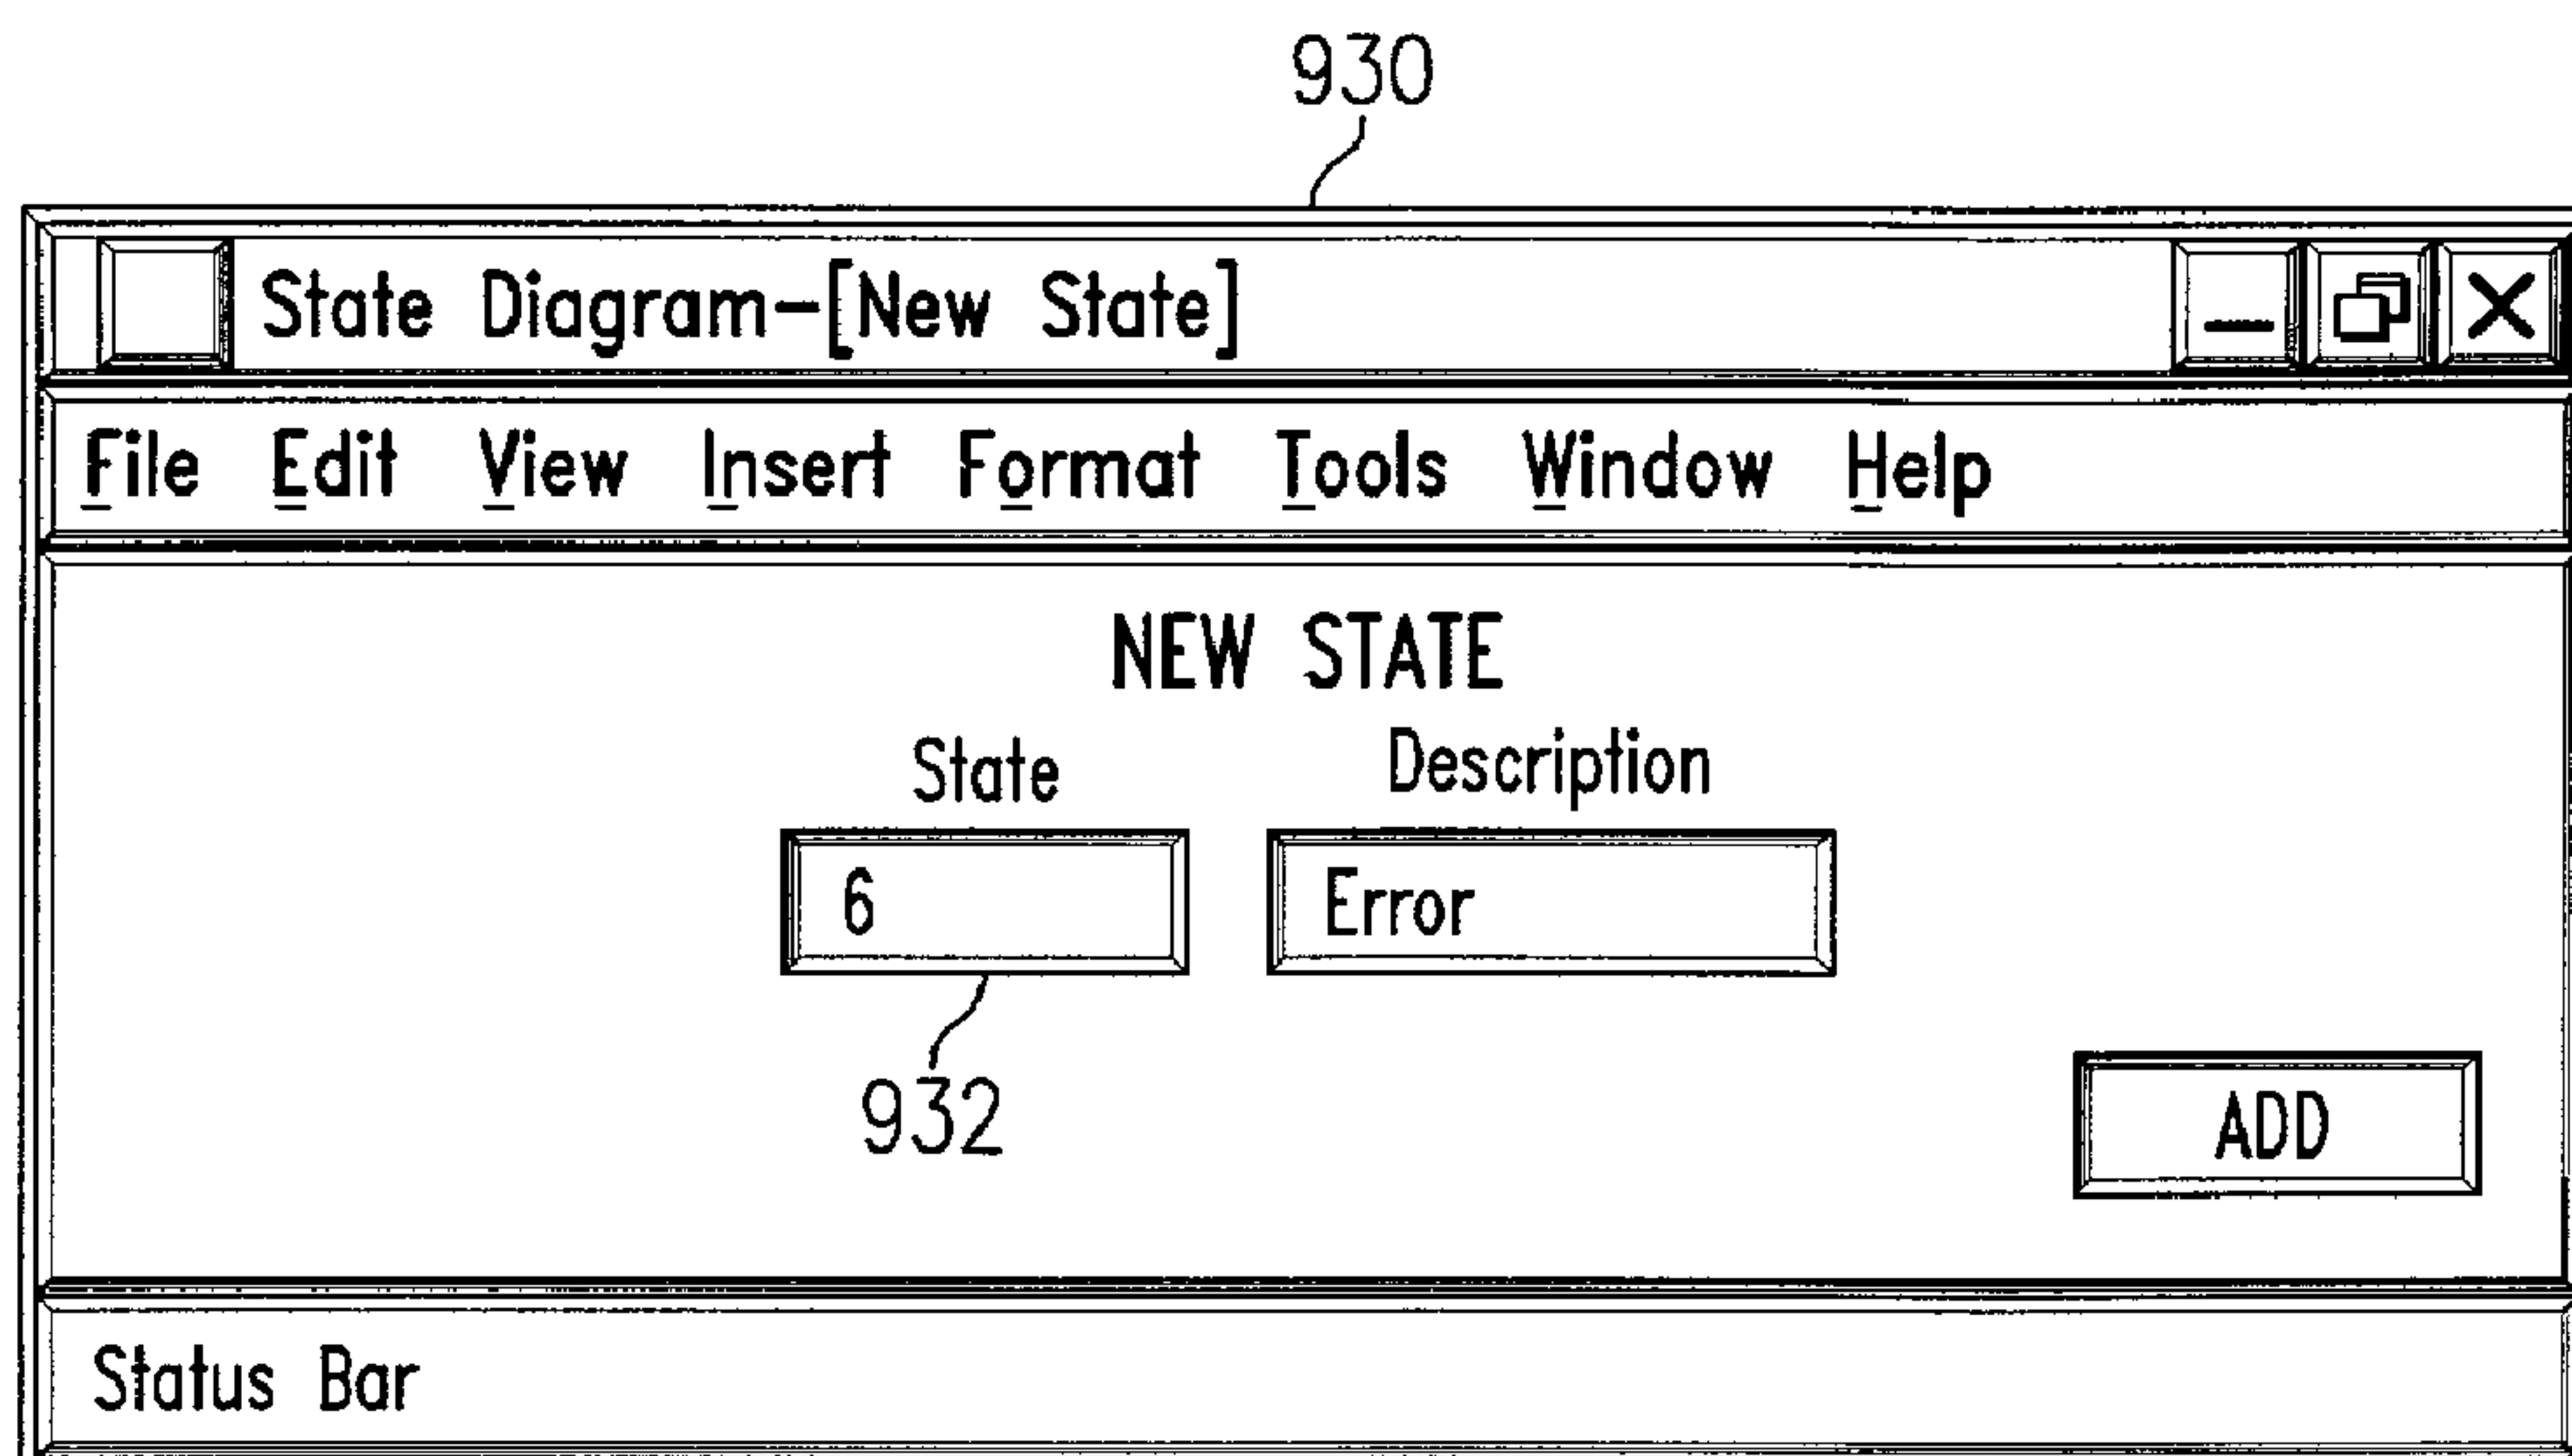 930
State Diagram-[New State]
File Edit View Insert Format Tools Window Help
NEW STATE
State Description
6 Error
932
ADD
Status Bar